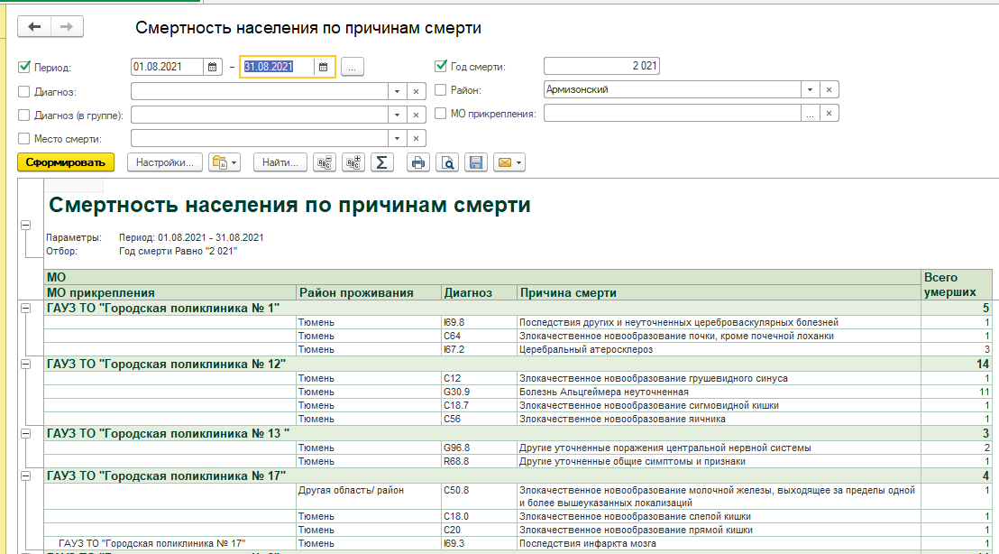 Смертность населения по причинам смерти
Период: 01.08.2021 – 31.08.2021 ... Год смерти: 2 021
Диагноз: Район: Армизонский
Диагноз (в группе): МО прикрепления: ...
Место смерти:
Сформировать Настройки... Найти... Σ
Смертность населения по причинам смерти
Параметры: Период: 01.08.2021 - 31.08.2021
Отбор: Год смерти Равно "2 021"
МО Всего умерших
МО прикрепления Район проживания Диагноз Причина смерти
ГАУЗ ТО "Городская поликлиника № 1" 5
Тюмень I69.8 Последствия других и неуточненных цереброваскулярных болезней 1
Тюмень C64 Злокачественное новообразование почки, кроме почечной лоханки 1
Тюмень I67.2 Церебральный атеросклероз 3
ГАУЗ ТО "Городская поликлиника № 12" 14
Тюмень C12 Злокачественное новообразование грушевидного синуса 1
Тюмень G30.9 Болезнь Альцгеймера неуточненная 11
Тюмень C18.7 Злокачественное новообразование сигмовидной кишки 1
Тюмень C56 Злокачественное новообразование яичника 1
ГАУЗ ТО "Городская поликлиника № 13 " 3
Тюмень G96.8 Другие уточненные поражения центральной нервной системы 2
Тюмень R68.8 Другие уточненные общие симптомы и признаки 1
ГАУЗ ТО "Городская поликлиника № 17" 4
Другая область/ район C50.8 Злокачественное новообразование молочной железы, выходящее за пределы одной 1
и более вышеуказанных локализаций
Тюмень C18.0 Злокачественное новообразование слепой кишки 1
Тюмень C20 Злокачественное новообразование прямой кишки 1
ГАУЗ ТО "Городская поликлиника № 17" Тюмень I69.3 Последствия инфаркта мозга 1